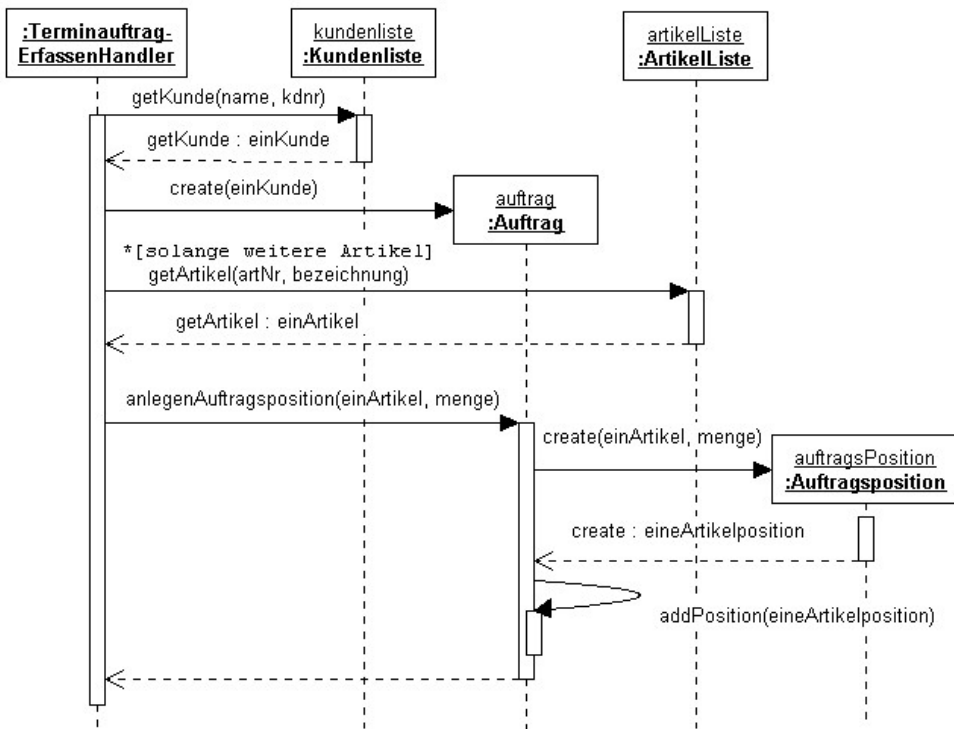 :Terminauftrag-
ErfassenHandler
kundenliste
:Kundenliste
artikelListe
:ArtikelListe
getKunde(name, kdnr)
getKunde : einKunde
create(einKunde)
auftrag
:Auftrag
*[solange weitere Artikel]
getArtikel(artNr, bezeichnung)
getArtikel : einArtikel
anlegenAuftragsposition(einArtikel, menge)
create(einArtikel, menge)
auftragsPosition
:Auftragsposition
create : eineArtikelposition
addPosition(eineArtikelposition)